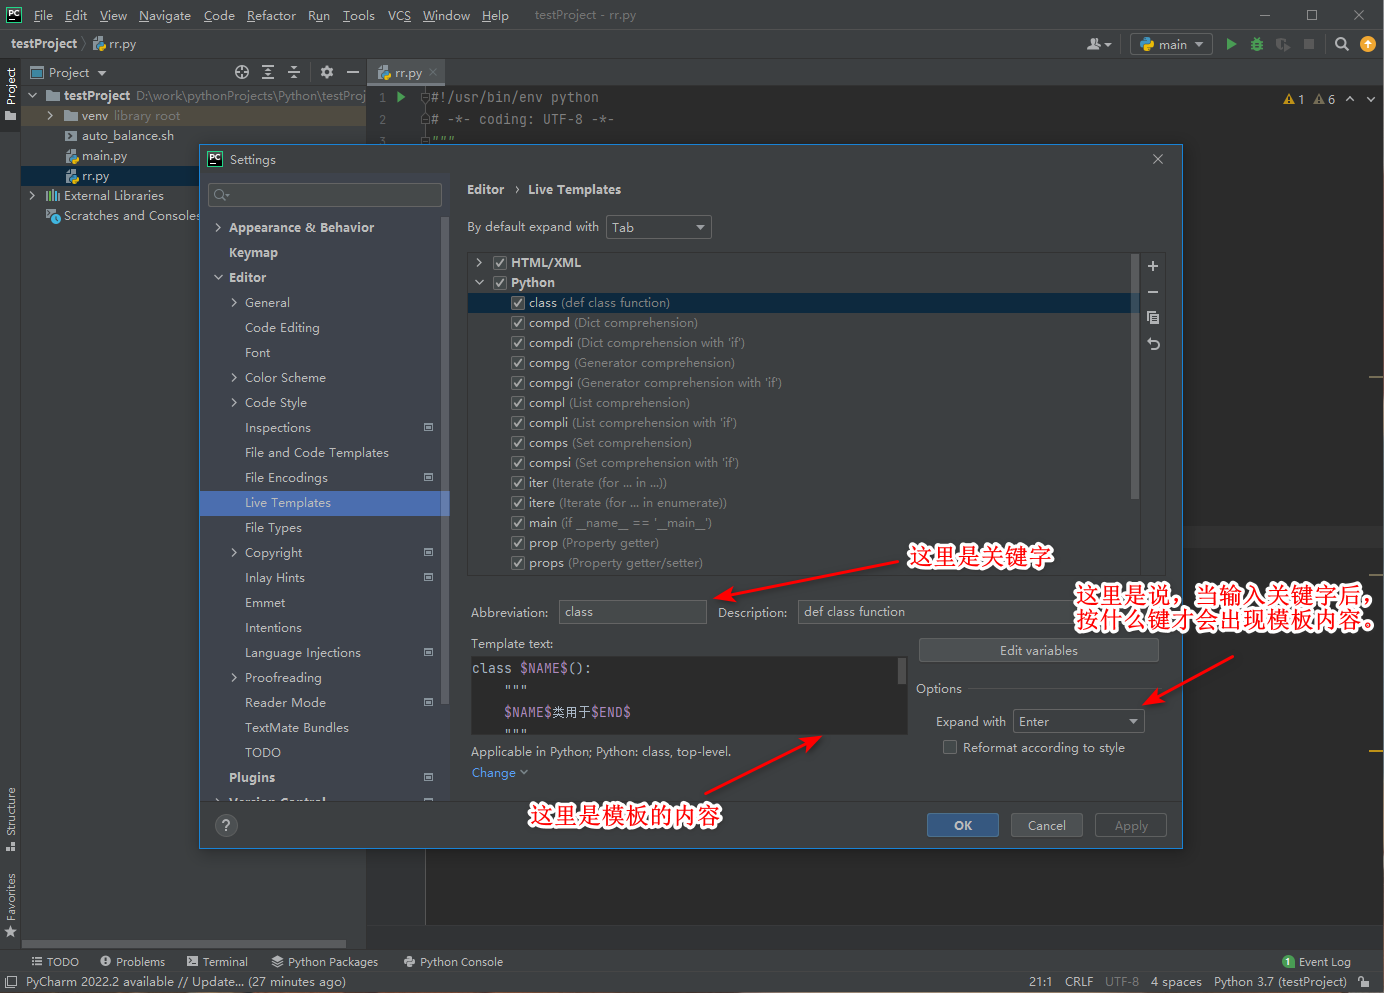 PC File Edit View Navigate Code Refactor Run Tools VCS Window Help testProject - rr.py
testProject rr.py main
Project
rr.py
testProject D:\work\pythonProjects\Python\testProj
venv library root
auto_balance.sh
main.py
rr.py
External Libraries
Scratches and Consoles
Project
Structure
Favorites
1 #!/usr/bin/env python
2 # -*- coding: UTF-8 -*-
3 """
1 6
PC Settings
Appearance & Behavior
Keymap
Editor
General
Code Editing
Font
Color Scheme
Code Style
Inspections
File and Code Templates
File Encodings
Live Templates
File Types
Copyright
Inlay Hints
Emmet
Intentions
Language Injections
Proofreading
Reader Mode
TextMate Bundles
TODO
Plugins
Version Control
?
Editor › Live Templates
By default expand with Tab
HTML/XML
Python
class (def class function)
compd (Dict comprehension)
compdi (Dict comprehension with 'if')
compg (Generator comprehension)
compgi (Generator comprehension with 'if')
compl (List comprehension)
compli (List comprehension with 'if')
comps (Set comprehension)
compsi (Set comprehension with 'if')
iter (Iterate (for ... in ...))
itere (Iterate (for ... in enumerate))
main (if __name__ == '__main__')
prop (Property getter)
props (Property getter/setter)
这里是关键字
这里是说，当输入关键字后，
按什么键才会出现模板内容。
Abbreviation: class Description: def class function
Template text:
class $NAME$():
"""
$NAME$类用于$END$
"""
Edit variables
Options
Expand with Enter
Reformat according to style
Applicable in Python; Python: class, top-level.
Change
这里是模板的内容
OK Cancel Apply
TODO Problems Terminal Python Packages Python Console 1 Event Log
PyCharm 2022.2 available // Update... (27 minutes ago) 21:1 CRLF UTF-8 4 spaces Python 3.7 (testProject)